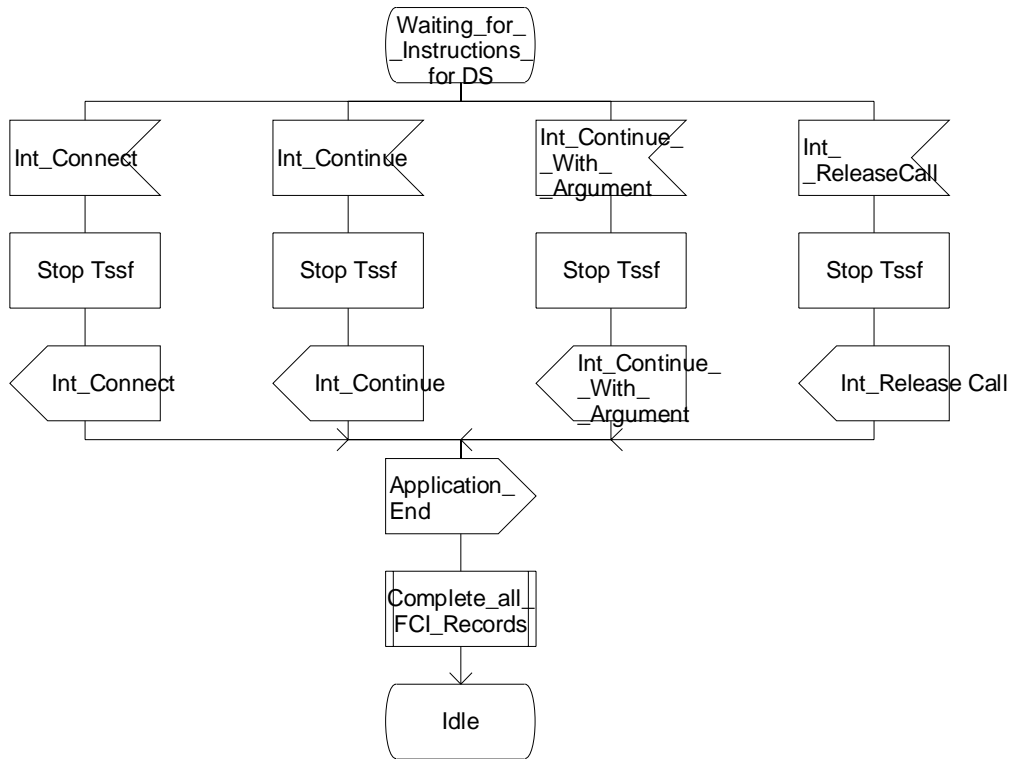 Waiting_for_
_Instructions_
for DS
Int_Connect
Int_Continue
Int_Continue_
_With_
_Argument
Int_
_ReleaseCall
Stop Tssf
Stop Tssf
Stop Tssf
Stop Tssf
Int_Connect
Int_Continue
Int_Continue_
_With_
_Argument
Int_Release Call
Application_
End
Complete_all_
FCI_Records
Idle